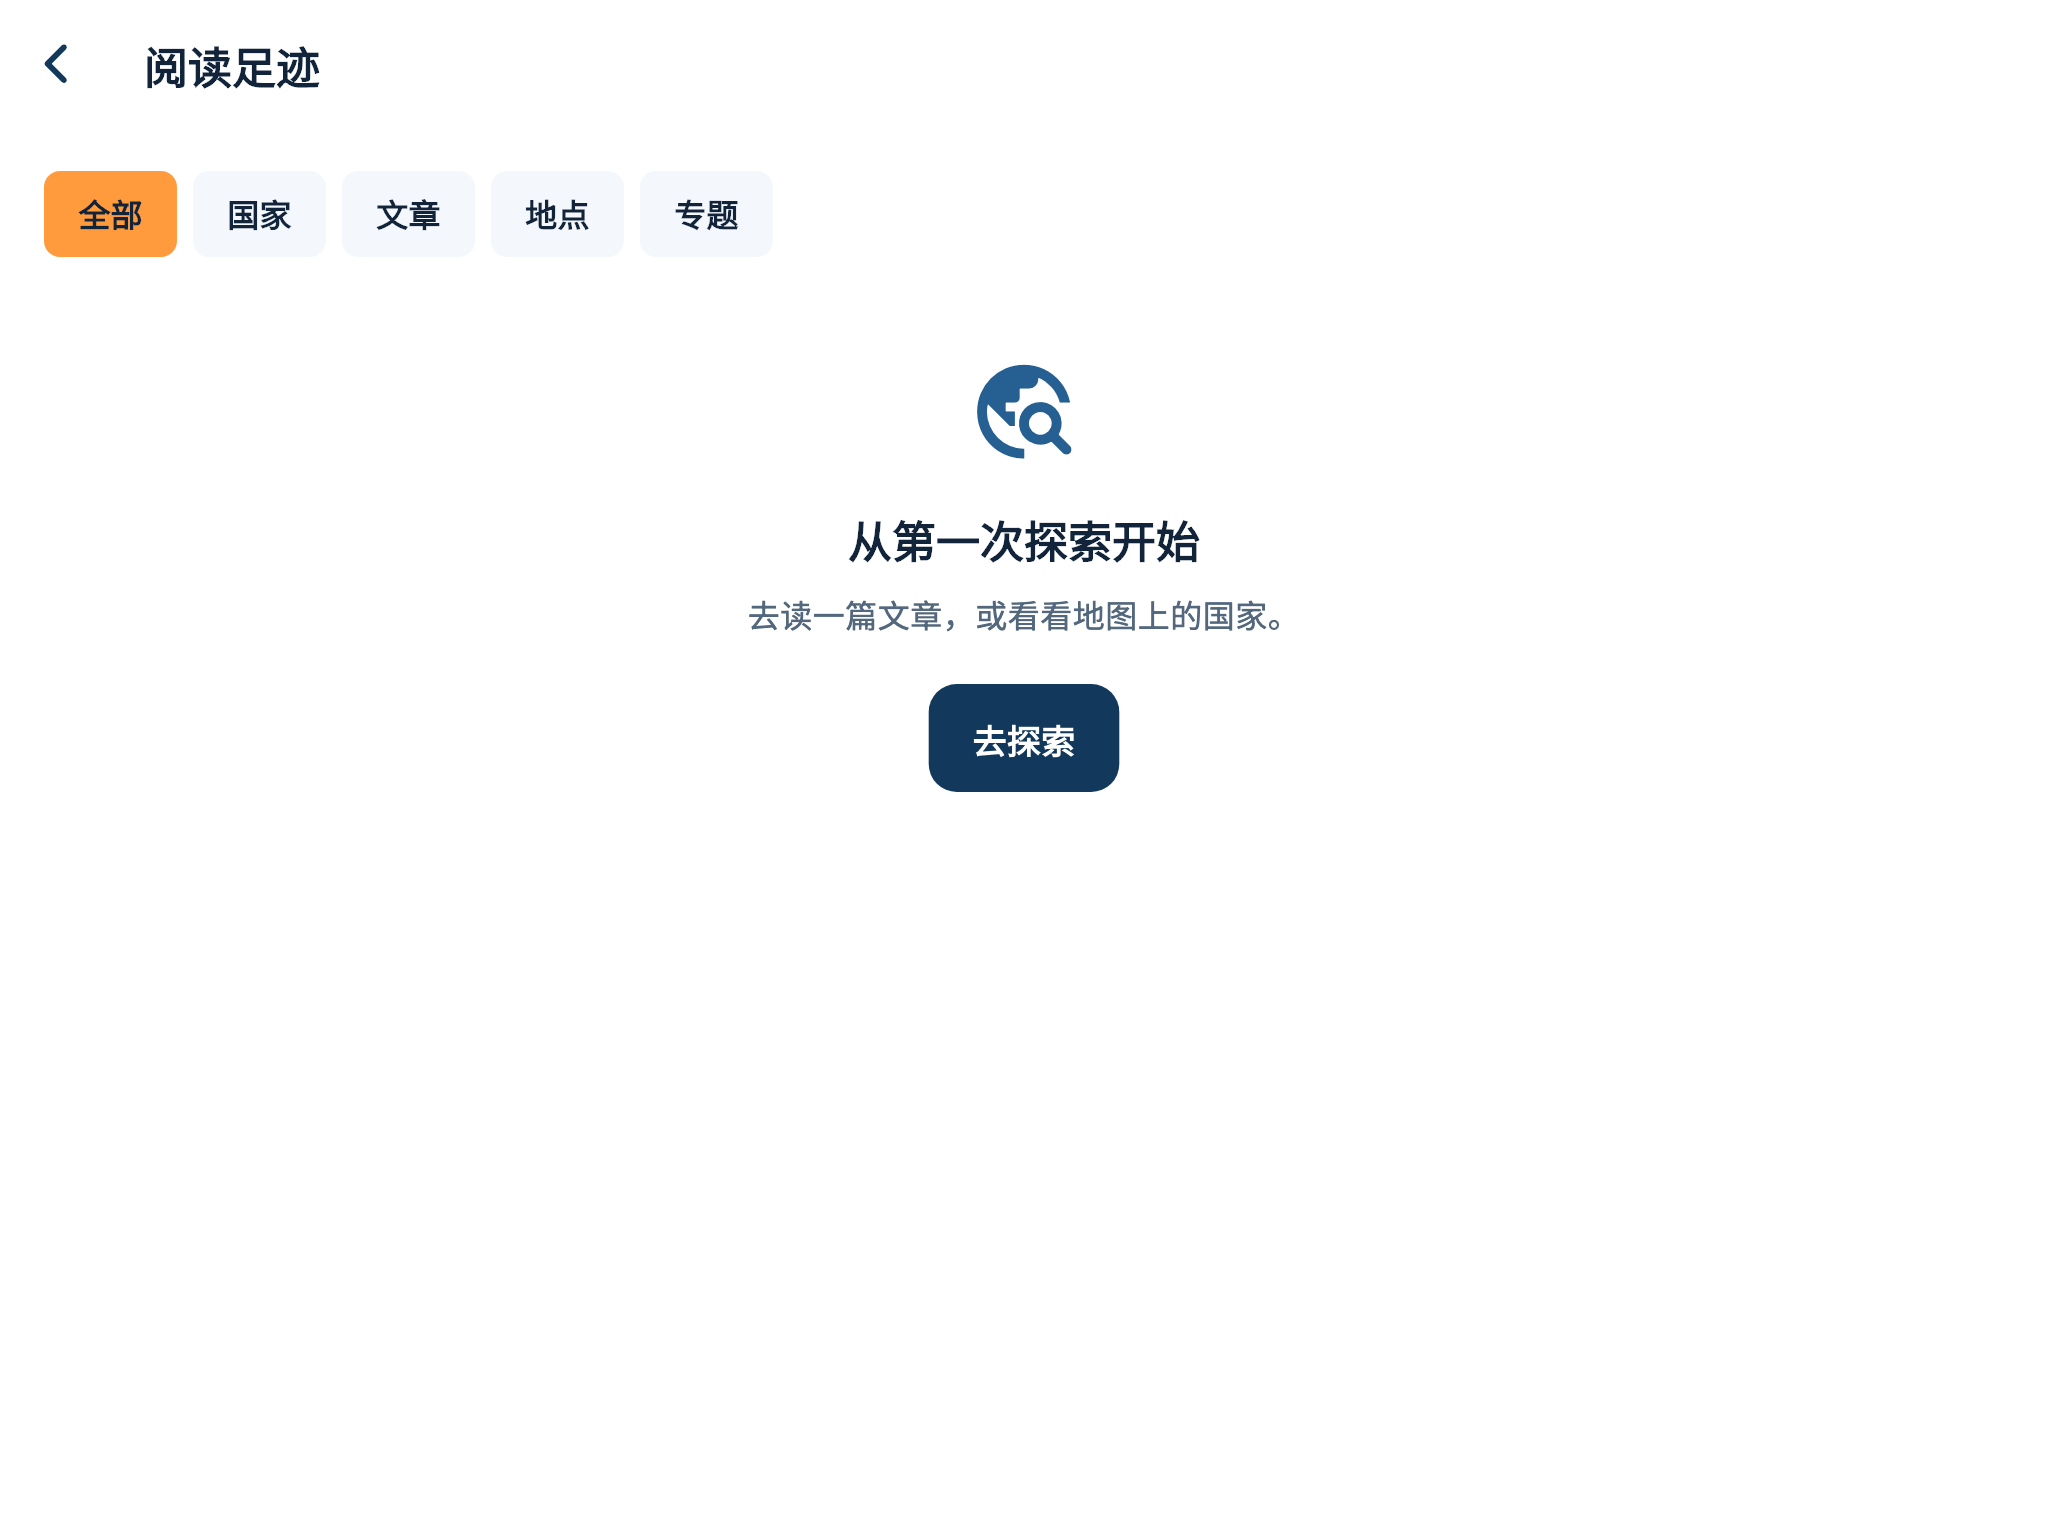 阅读足迹
全部 国家 文章 地点 专题
从第一次探索开始
去读一篇文章，或看看地图上的国家。
去探索